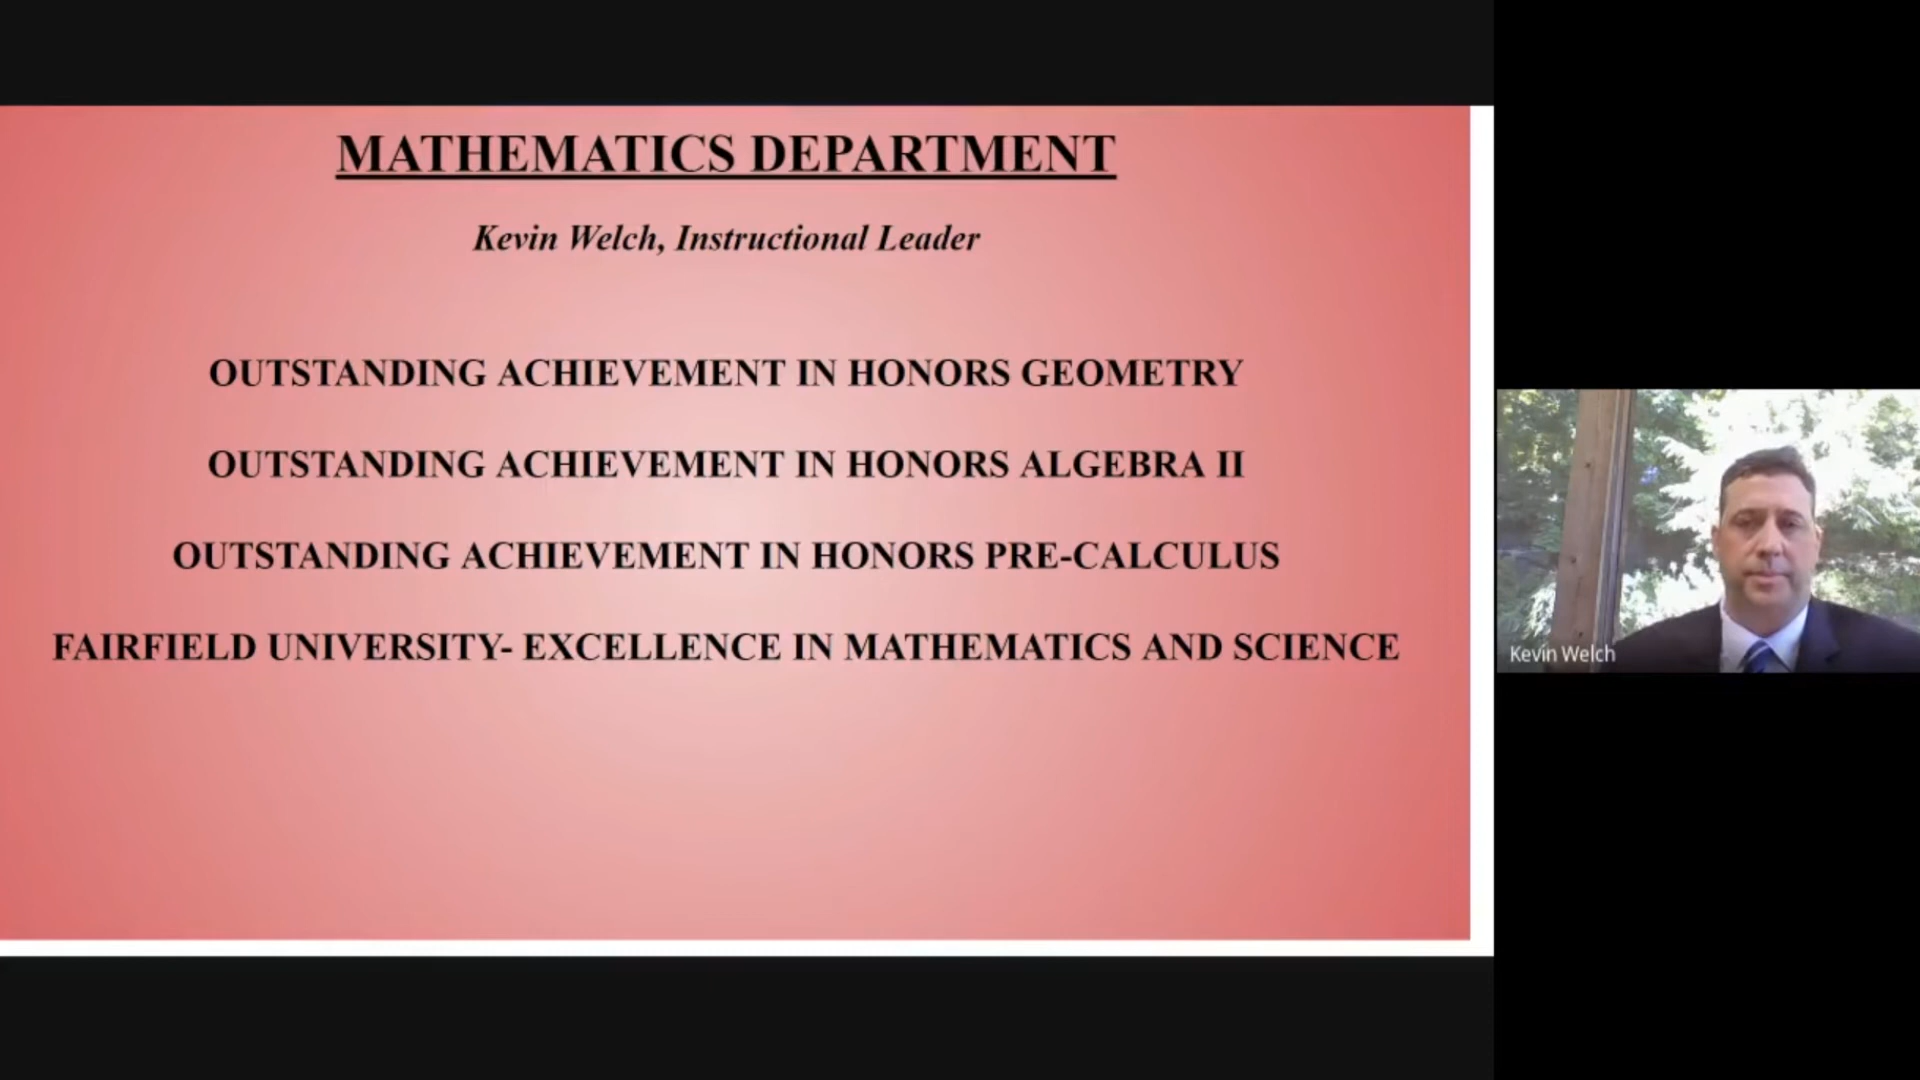 MATHEMATICS DEPARTMENT
Kevin Welch, Instructional Leader
OUTSTANDING ACHIEVEMENT IN HONORS GEOMETRY
OUTSTANDING ACHIEVEMENT IN HONORS ALGEBRA II
OUTSTANDING ACHIEVEMENT IN HONORS PRE-CALCULUS
FAIRFIELD UNIVERSITY- EXCELLENCE IN MATHEMATICS AND SCIENCE
Kevin Welch